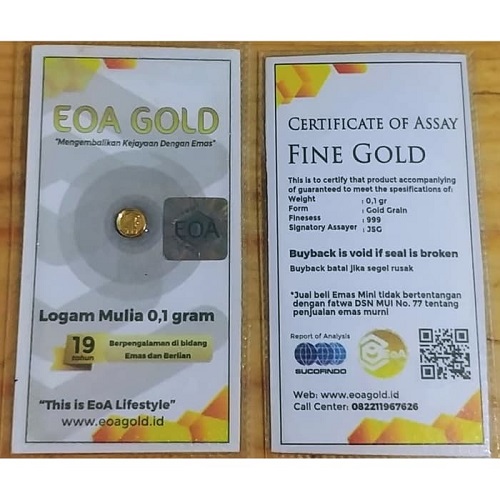 EOA GOLD
"Mengembalikan Kejayaan Dengan Emas"
EOA
Logam Mulia 0,1 gram
19
tahun
Berpengalaman di bidang
Emas dan Berlian
"This is EoA Lifestyle"
www.eoagold.id
CERTIFICATE OF ASSAY
FINE GOLD
This is to certify that product accompaniying
of guaranteed to meet the spesifications of:
Weight : 0,1 gr
Form : Gold Grain
Finesess : 999
Signatory Assayer : JSG
Buyback is void if seal is broken
Buyback batal jika segel rusak
*Jual beli Emas Mini tidak bertentangan
dengan fatwa DSN MUI No. 77 tentang
penjualan emas murni
Report of Analysis
SUCOFINDO
EoA
Web: www.eoagold.id
Call Center: 082211967626